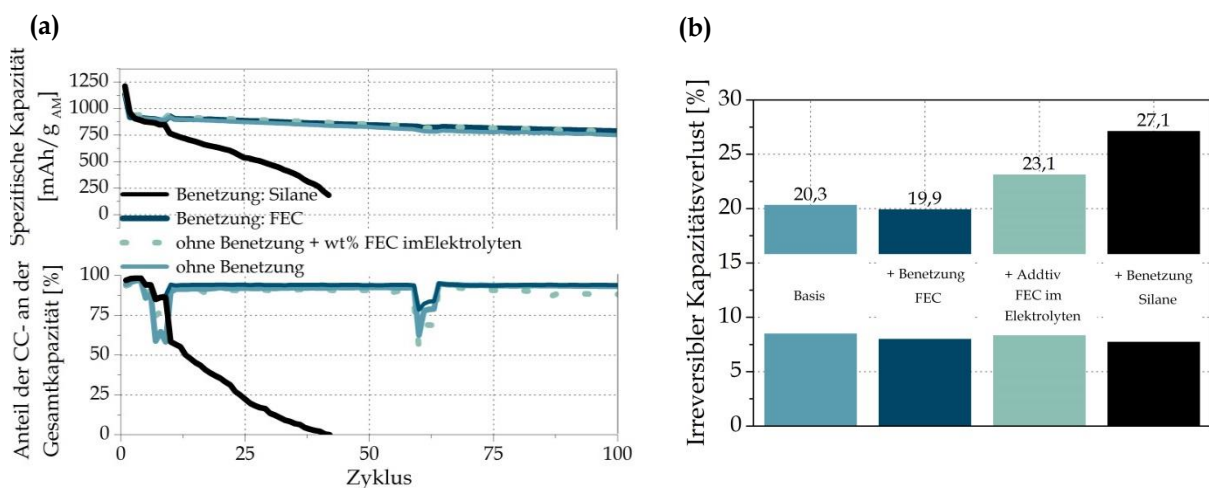 (a)
Spezifische Kapazität
[mAh/ g AM]
1250
1000
750
500
250
0
Benetzung: Silane
Benetzung: FEC
ohne Benetzung + wt% FEC imElektrolyten
ohne Benetzung
Anteil der CC- an der
Gesamtkapazität [%]
100
75
50
25
0
0
25
50
75
100
Zyklus
(b)
Irreversibler Kapazitätsverlust [%]
30
25
20
15
10
5
0
20,3
19,9
23,1
27,1
Basis
+ Benetzung
FEC
+ Addtiv
FEC im
Elektrolyten
+ Benetzung
Silane